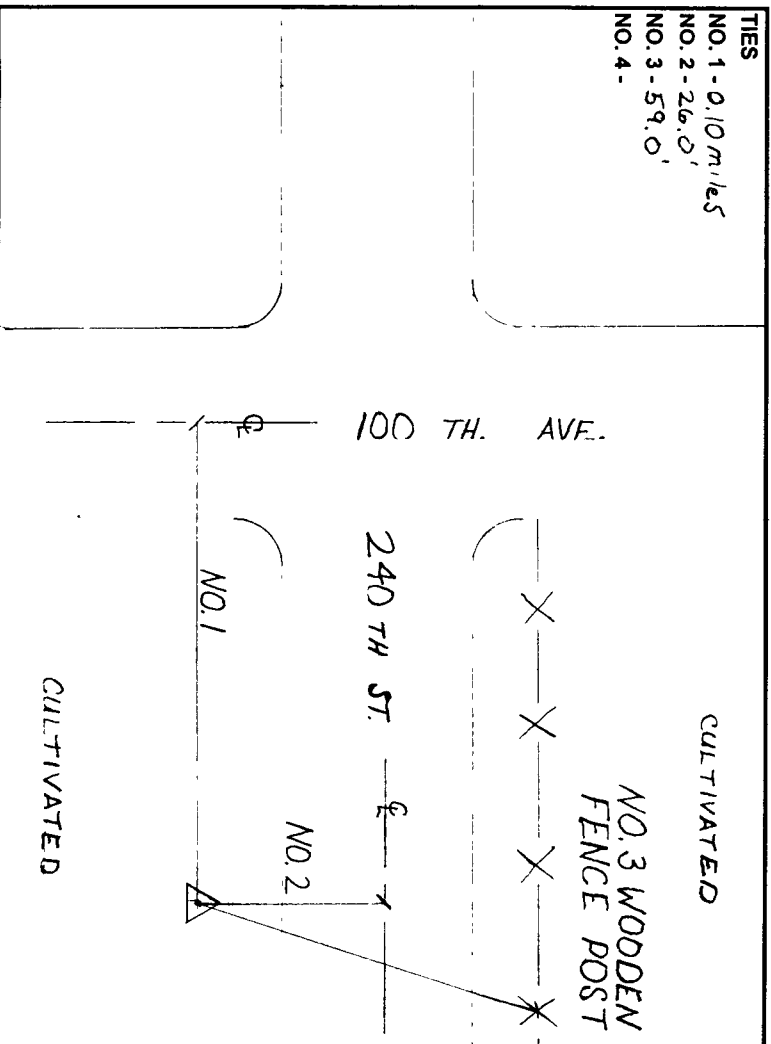 TIES
NO. 1 - 0.10 miles
NO. 2 - 26.0'
NO. 3 - 59.0'
NO. 4 -
CULTIVATED
NO. 3 WOODEN
FENCE POST
100 TH. AVE.
℄
240 TH ST.
℄
NO. 2
NO. 1
CULTIVATED